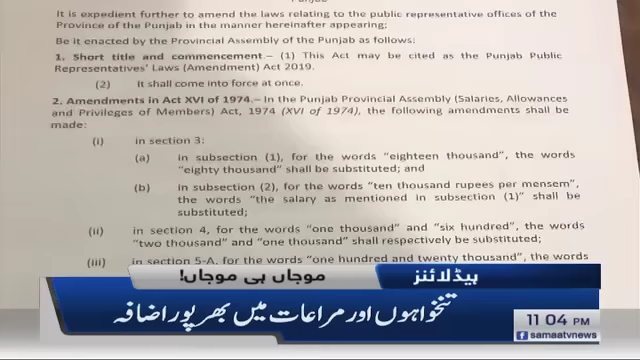 It is expedient further to amend the laws relating to the public representative offices of the
Province of the Punjab in the manner hereinafter appearing;
Be it enacted by the Provincial Assembly of the Punjab as follows:
1. Short title and commencement.– (1) This Act may be cited as the Punjab Public
Representatives' Laws (Amendment) Act 2019.
(2) It shall come into force at once.
2. Amendments in Act XVI of 1974.– In the Punjab Provincial Assembly (Salaries, Allowances
and Privileges of Members) Act, 1974 (XVI of 1974), the following amendments shall be
made:
(i) in section 3:
(a) in subsection (1), for the words "eighteen thousand", the words
"eighty thousand" shall be substituted; and
(b) in subsection (2), for the words "ten thousand rupees per mensem",
the words "the salary as mentioned in subsection (1)" shall be
substituted;
(ii) in section 4, for the words "one thousand" and "six hundred", the words
"two thousand" and "one thousand" shall respectively be substituted;
(iii) in section 5-A, for the words "one hundred and twenty thousand", the words
ہیڈلائنز
موجاں ہی موجاں!
تنخواہوں اور مراعات میں بھرپور اضافہ
11 04 PM
f samaatvnews